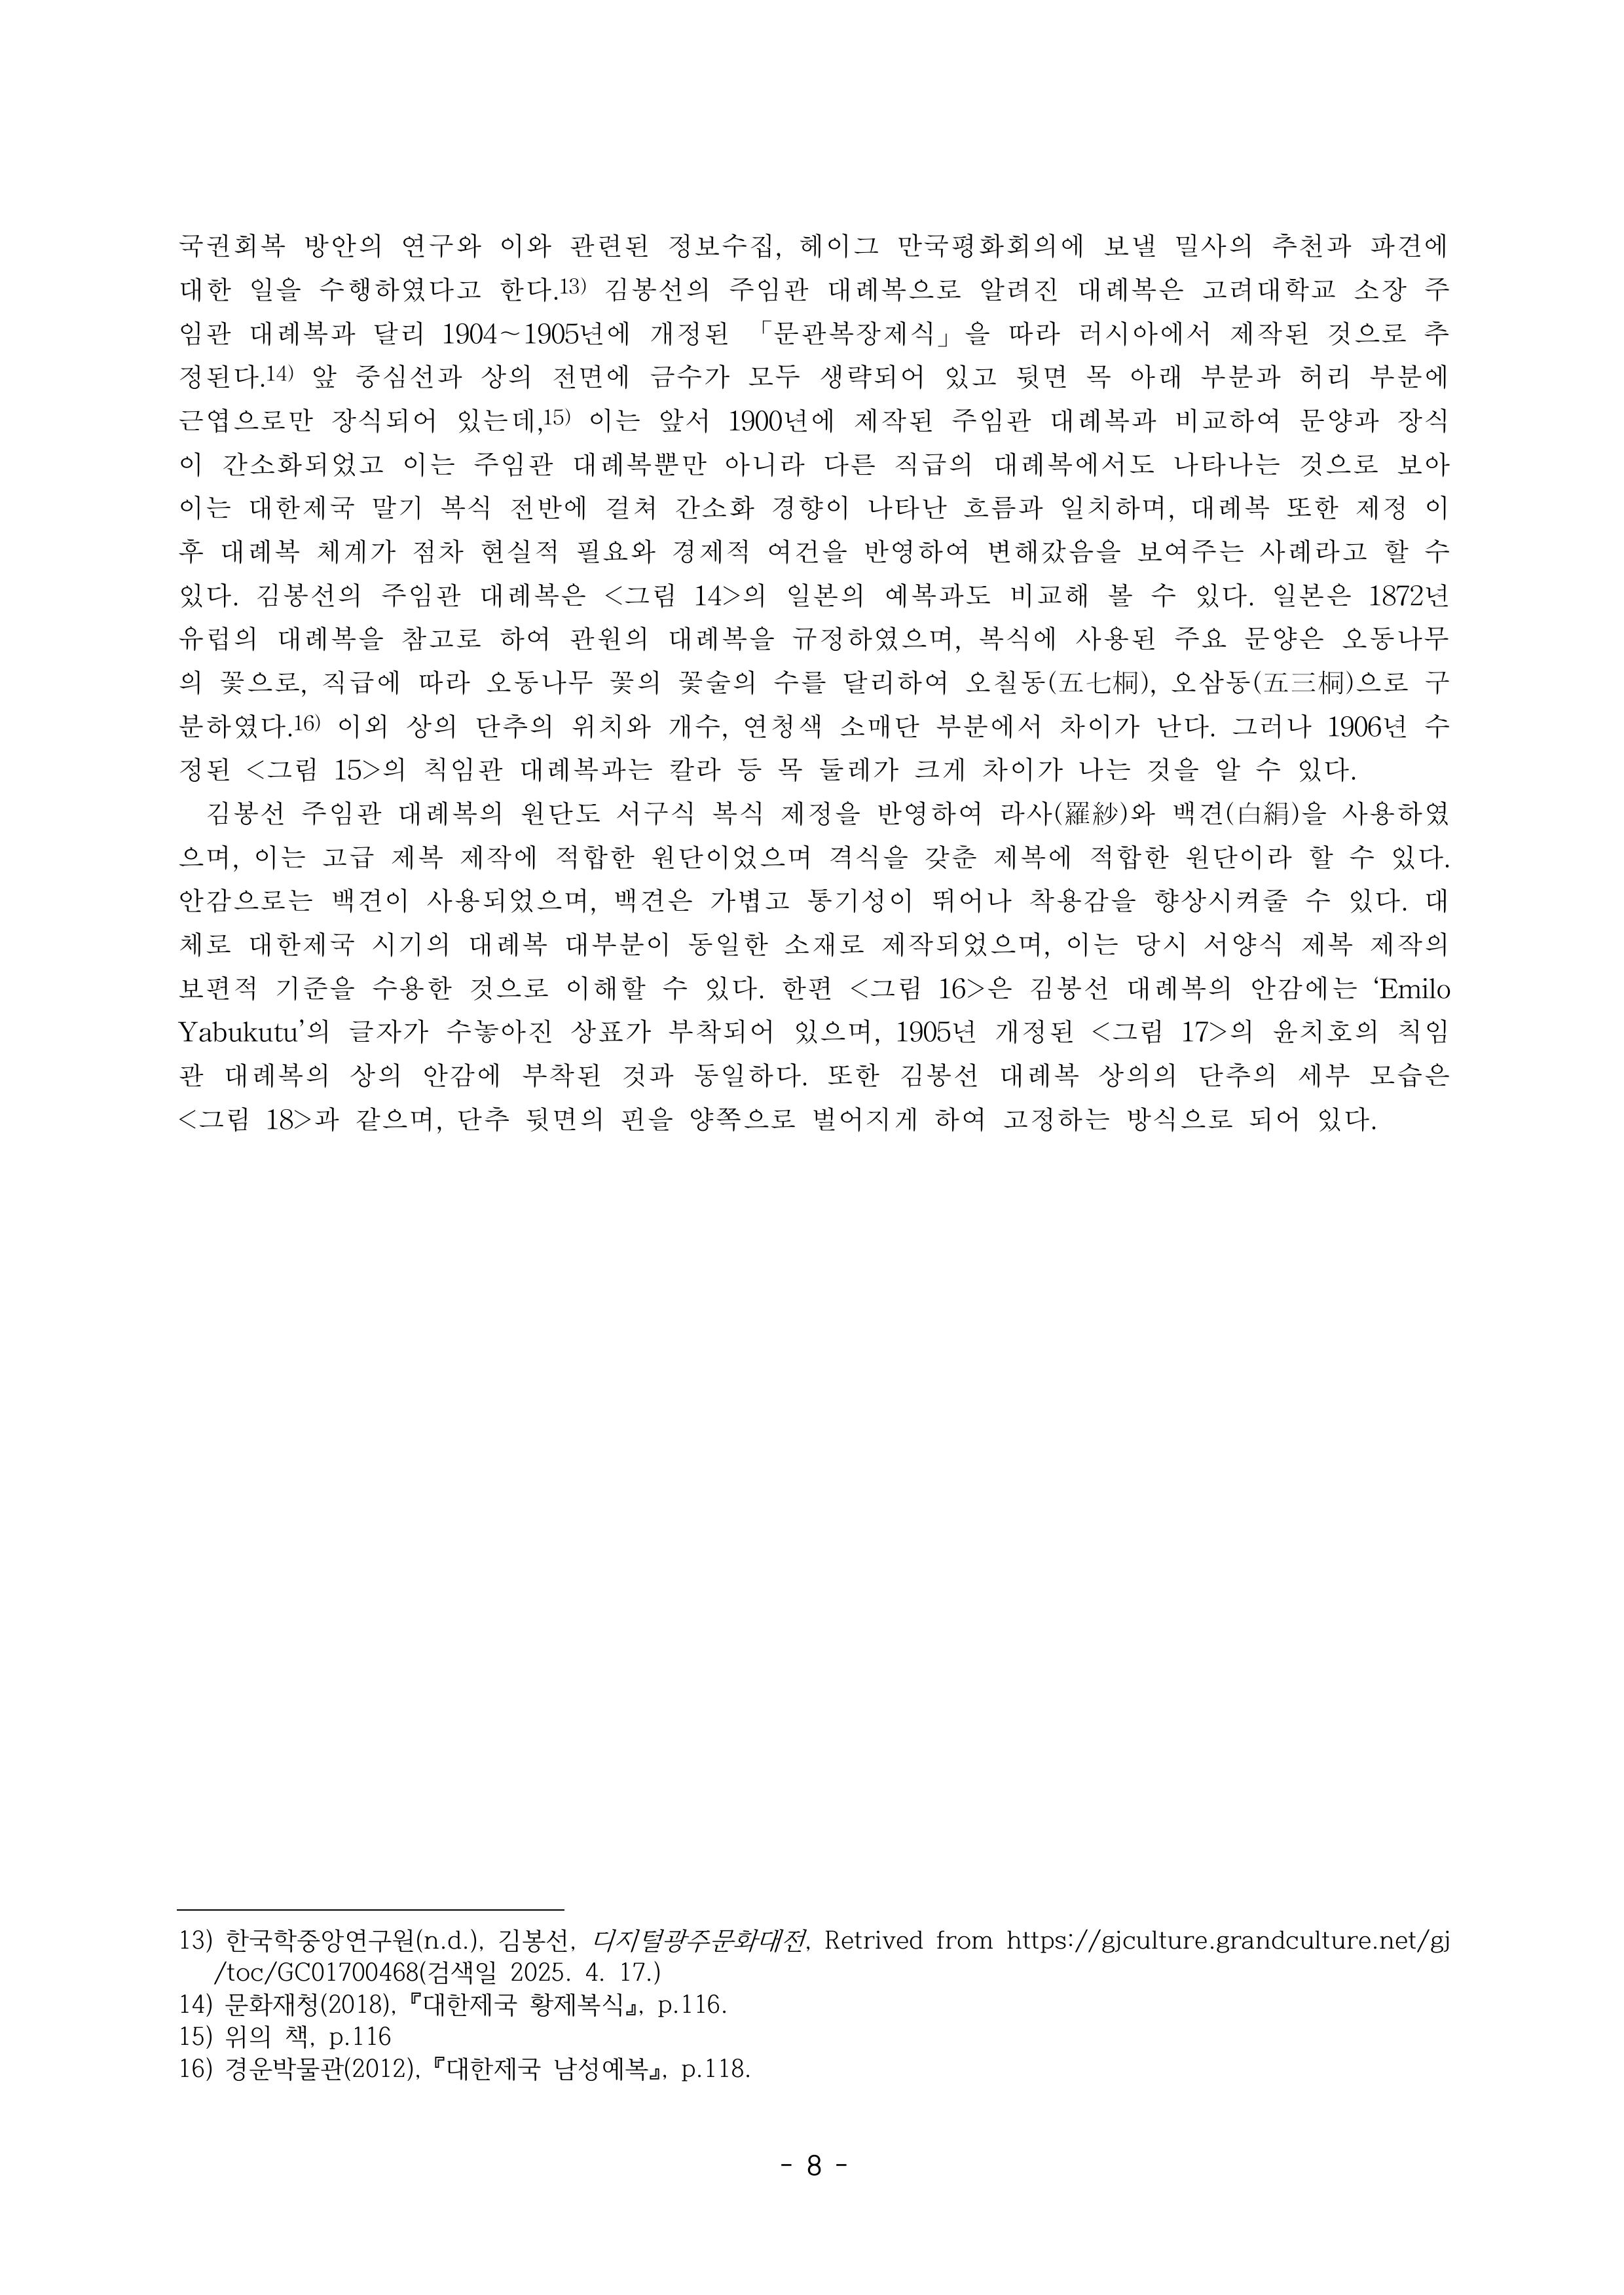 국권회복 방안의 연구와 이와 관련된 정보수집, 헤이그 만국평화회의에 보낼 밀사의 추천과 파견에
대한 일을 수행하였다고 한다.13) 김봉선의 주임관 대례복으로 알려진 대례복은 고려대학교 소장 주
임관 대례복과 달리 1904~1905년에 개정된 「문관복장제식」을 따라 러시아에서 제작된 것으로 추
정된다.14) 앞 중심선과 상의 전면에 금수가 모두 생략되어 있고 뒷면 목 아래 부분과 허리 부분에
근엽으로만 장식되어 있는데,15) 이는 앞서 1900년에 제작된 주임관 대례복과 비교하여 문양과 장식
이 간소화되었고 이는 주임관 대례복뿐만 아니라 다른 직급의 대례복에서도 나타나는 것으로 보아
이는 대한제국 말기 복식 전반에 걸쳐 간소화 경향이 나타난 흐름과 일치하며, 대례복 또한 제정 이
후 대례복 체계가 점차 현실적 필요와 경제적 여건을 반영하여 변해갔음을 보여주는 사례라고 할 수
있다. 김봉선의 주임관 대례복은 <그림 14>의 일본의 예복과도 비교해 볼 수 있다. 일본은 1872년
유럽의 대례복을 참고로 하여 관원의 대례복을 규정하였으며, 복식에 사용된 주요 문양은 오동나무
의 꽃으로, 직급에 따라 오동나무 꽃의 꽃술의 수를 달리하여 오칠동(五七桐), 오삼동(五三桐)으로 구
분하였다.16) 이외 상의 단추의 위치와 개수, 연청색 소매단 부분에서 차이가 난다. 그러나 1906년 수
정된 <그림 15>의 칙임관 대례복과는 칼라 등 목 둘레가 크게 차이가 나는 것을 알 수 있다.
김봉선 주임관 대례복의 원단도 서구식 복식 제정을 반영하여 라사(羅紗)와 백견(白絹)을 사용하였
으며, 이는 고급 제복 제작에 적합한 원단이었으며 격식을 갖춘 제복에 적합한 원단이라 할 수 있다.
안감으로는 백견이 사용되었으며, 백견은 가볍고 통기성이 뛰어나 착용감을 향상시켜줄 수 있다. 대
체로 대한제국 시기의 대례복 대부분이 동일한 소재로 제작되었으며, 이는 당시 서양식 제복 제작의
보편적 기준을 수용한 것으로 이해할 수 있다. 한편 <그림 16>은 김봉선 대례복의 안감에는 ‘Emilo
Yabukutu’의 글자가 수놓아진 상표가 부착되어 있으며, 1905년 개정된 <그림 17>의 윤치호의 칙임
관 대례복의 상의 안감에 부착된 것과 동일하다. 또한 김봉선 대례복 상의의 단추의 세부 모습은
<그림 18>과 같으며, 단추 뒷면의 핀을 양쪽으로 벌어지게 하여 고정하는 방식으로 되어 있다.
13) 한국학중앙연구원(n.d.), 김봉선, 디지털광주문화대전, Retrived from https://gjculture.grandculture.net/gj
/toc/GC01700468(검색일 2025. 4. 17.)
14) 문화재청(2018), 『대한제국 황제복식』, p.116.
15) 위의 책, p.116
16) 경운박물관(2012), 『대한제국 남성예복』, p.118.
- 8 -